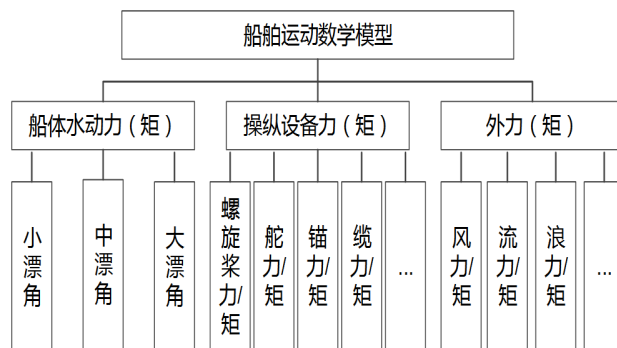 船舶运动数学模型
船体水动力（矩）
操纵设备力（矩）
外力（矩）
小漂角
中漂角
大漂角
螺旋桨力/矩
舵力/矩
锚力/矩
缆力/矩
...
风力/矩
流力/矩
浪力/矩
...